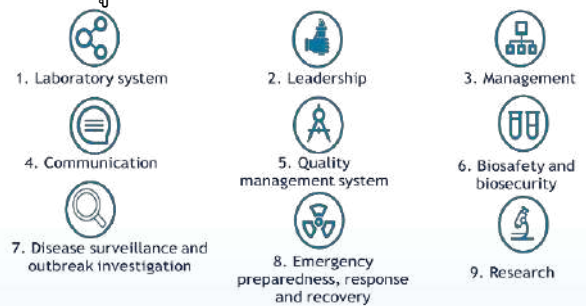 1. Laboratory system
2. Leadership
3. Management
4. Communication
5. Quality
management system
6. Biosafety and
biosecurity
7. Disease surveillance and
outbreak investigation
8. Emergency
preparedness, response
and recovery
9. Research